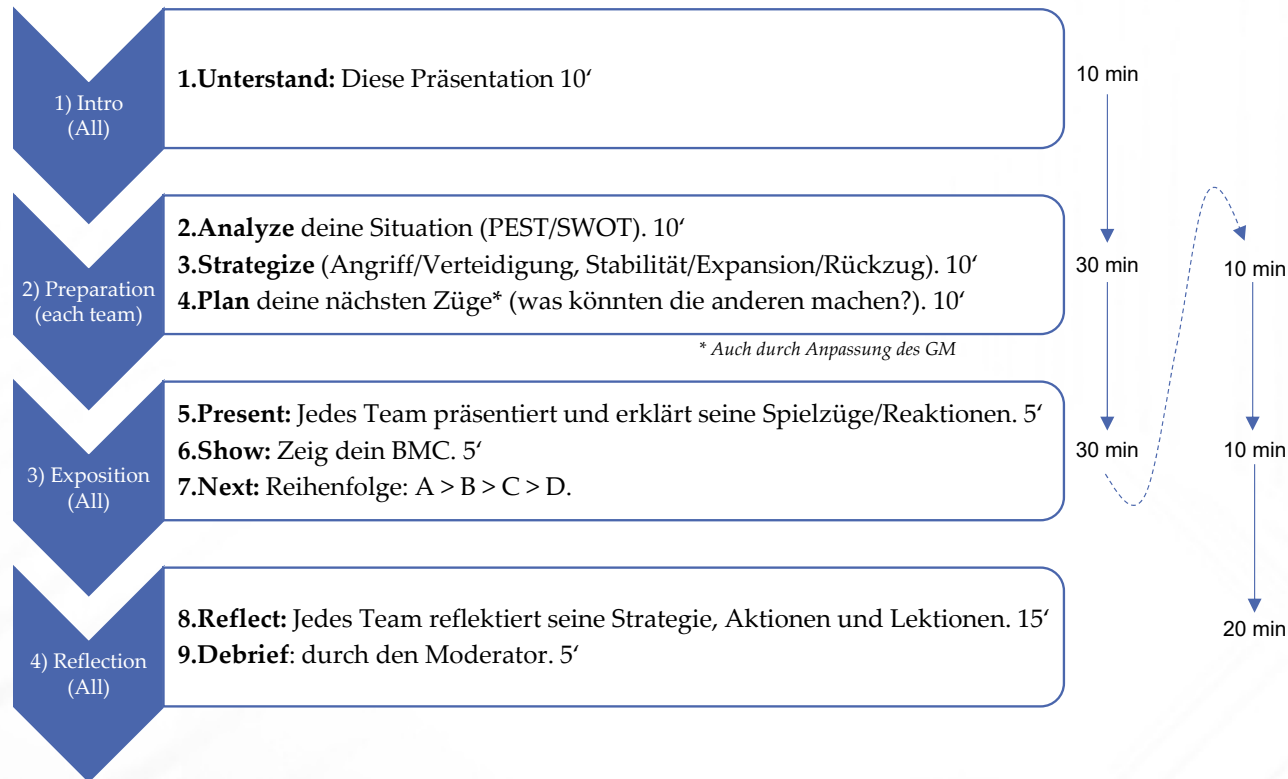 1) Intro
(All)
1.Unterstand: Diese Präsentation 10‘
10 min
2) Preparation
(each team)
2.Analyze deine Situation (PEST/SWOT). 10‘
3.Strategize (Angriff/Verteidigung, Stabilität/Expansion/Rückzug). 10‘
4.Plan deine nächsten Züge* (was könnten die anderen machen?). 10‘
30 min
10 min
* Auch durch Anpassung des GM
3) Exposition
(All)
5.Present: Jedes Team präsentiert und erklärt seine Spielzüge/Reaktionen. 5‘
6.Show: Zeig dein BMC. 5‘
7.Next: Reihenfolge: A > B > C > D.
30 min
10 min
4) Reflection
(All)
8.Reflect: Jedes Team reflektiert seine Strategie, Aktionen und Lektionen. 15‘
9.Debrief: durch den Moderator. 5‘
20 min